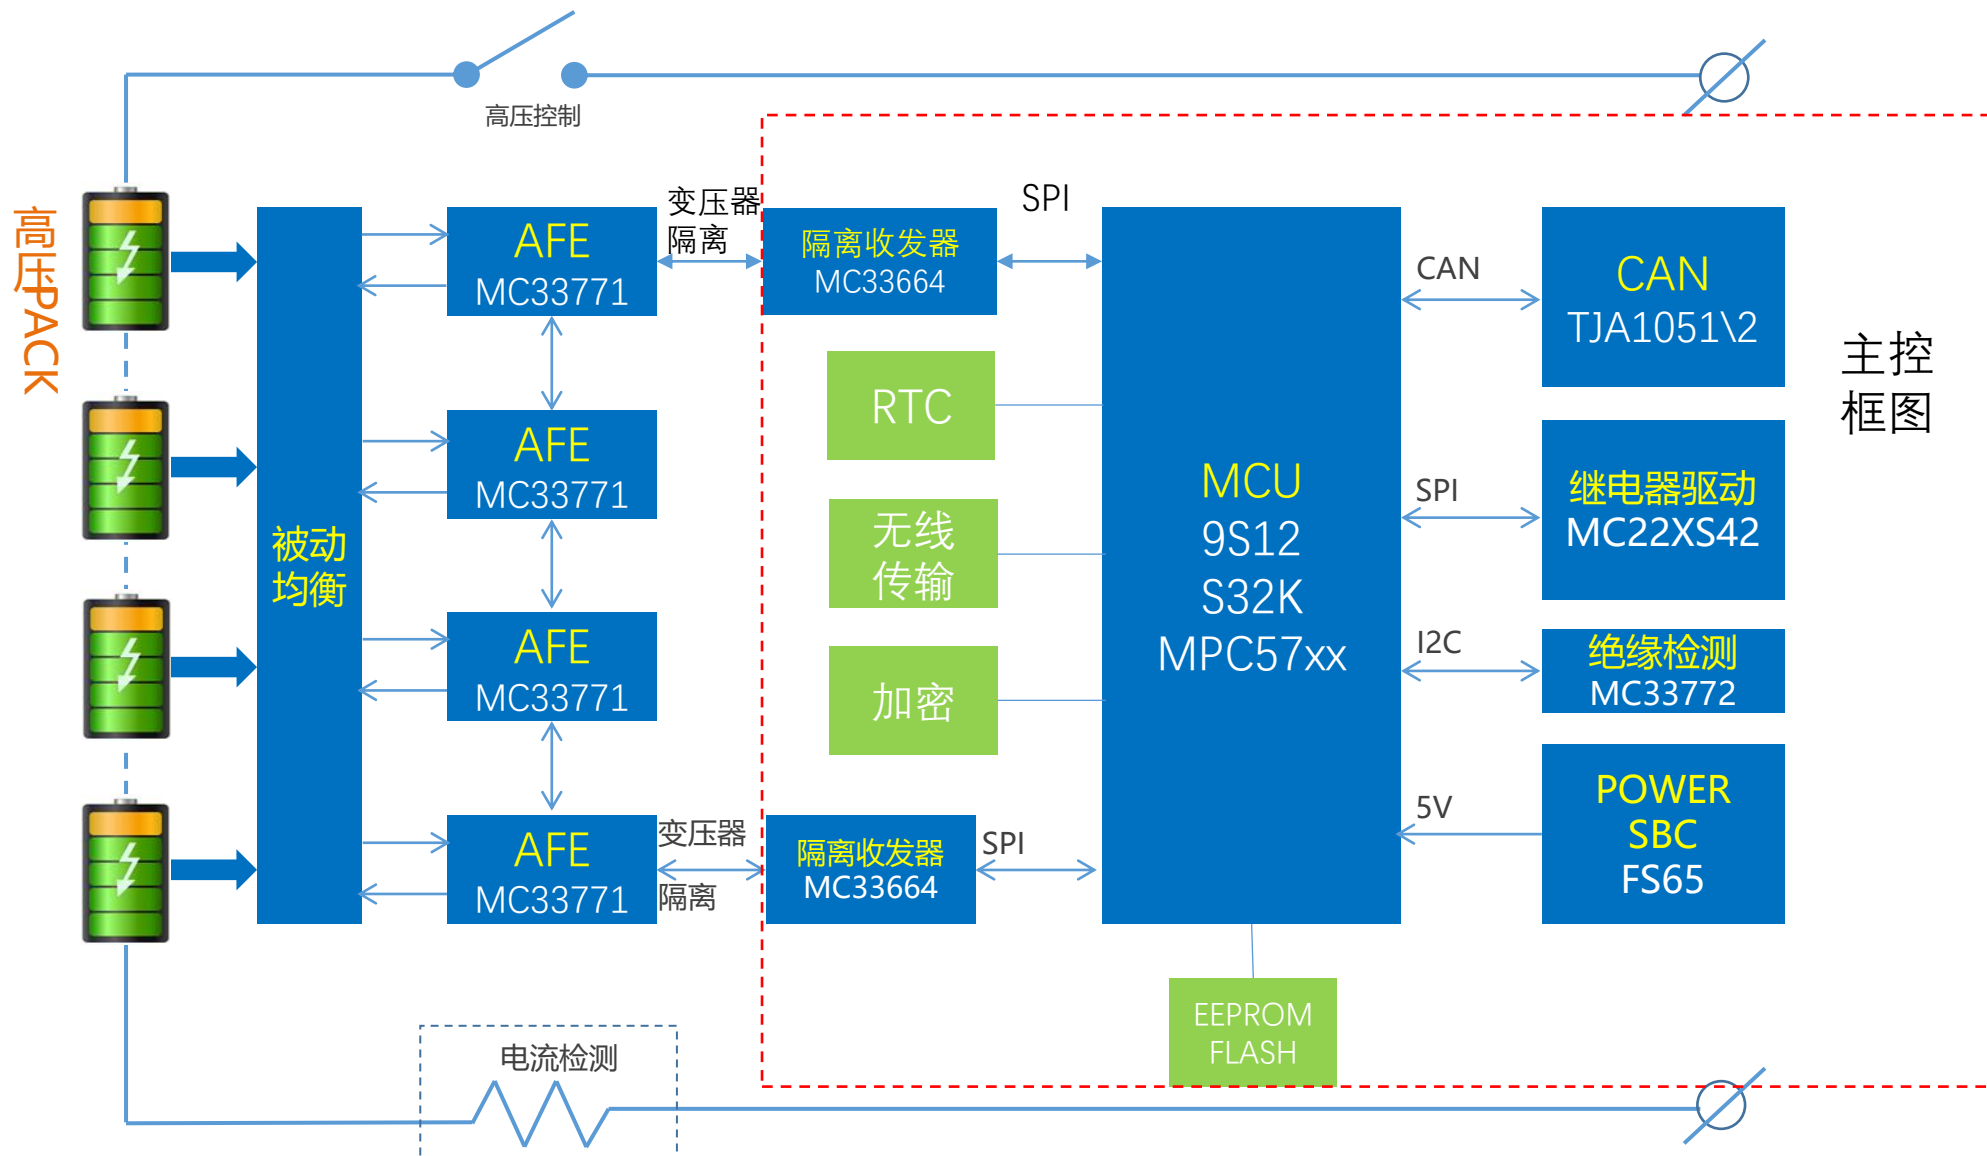 高压控制
高压PACK
变压器
隔离
SPI
AFE
MC33771
隔离收发器
MC33664
CAN
CAN
TJA1051\2
主控
框图
RTC
AFE
MC33771
MCU
9S12
S32K
MPC57xx
SPI
继电器驱动
MC22XS42
无线
传输
被动
均衡
AFE
MC33771
加密
I2C
绝缘检测
MC33772
5V
POWER
SBC
FS65
AFE
MC33771
变压器
隔离
隔离收发器
MC33664
SPI
EEPROM
FLASH
电流检测